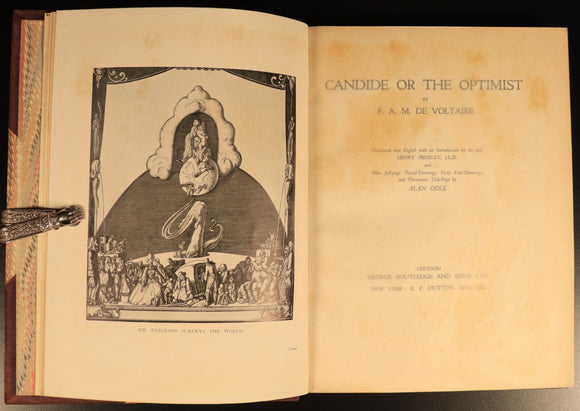 DR. PANGLOSS SURVEYS THE WORLD
CANDIDE OR THE OPTIMIST
BY
F. A. M. DE VOLTAIRE
Translated into English with an Introduction by the late
HENRY MORLEY, LL.D.
and
Nine full-page Pencil Drawings, Forty Line Drawings,
and Decorative Title-Page by
ALAN ODLE
LONDON
GEORGE ROUTLEDGE AND SONS LTD.
NEW YORK: E. P. DUTTON AND CO.